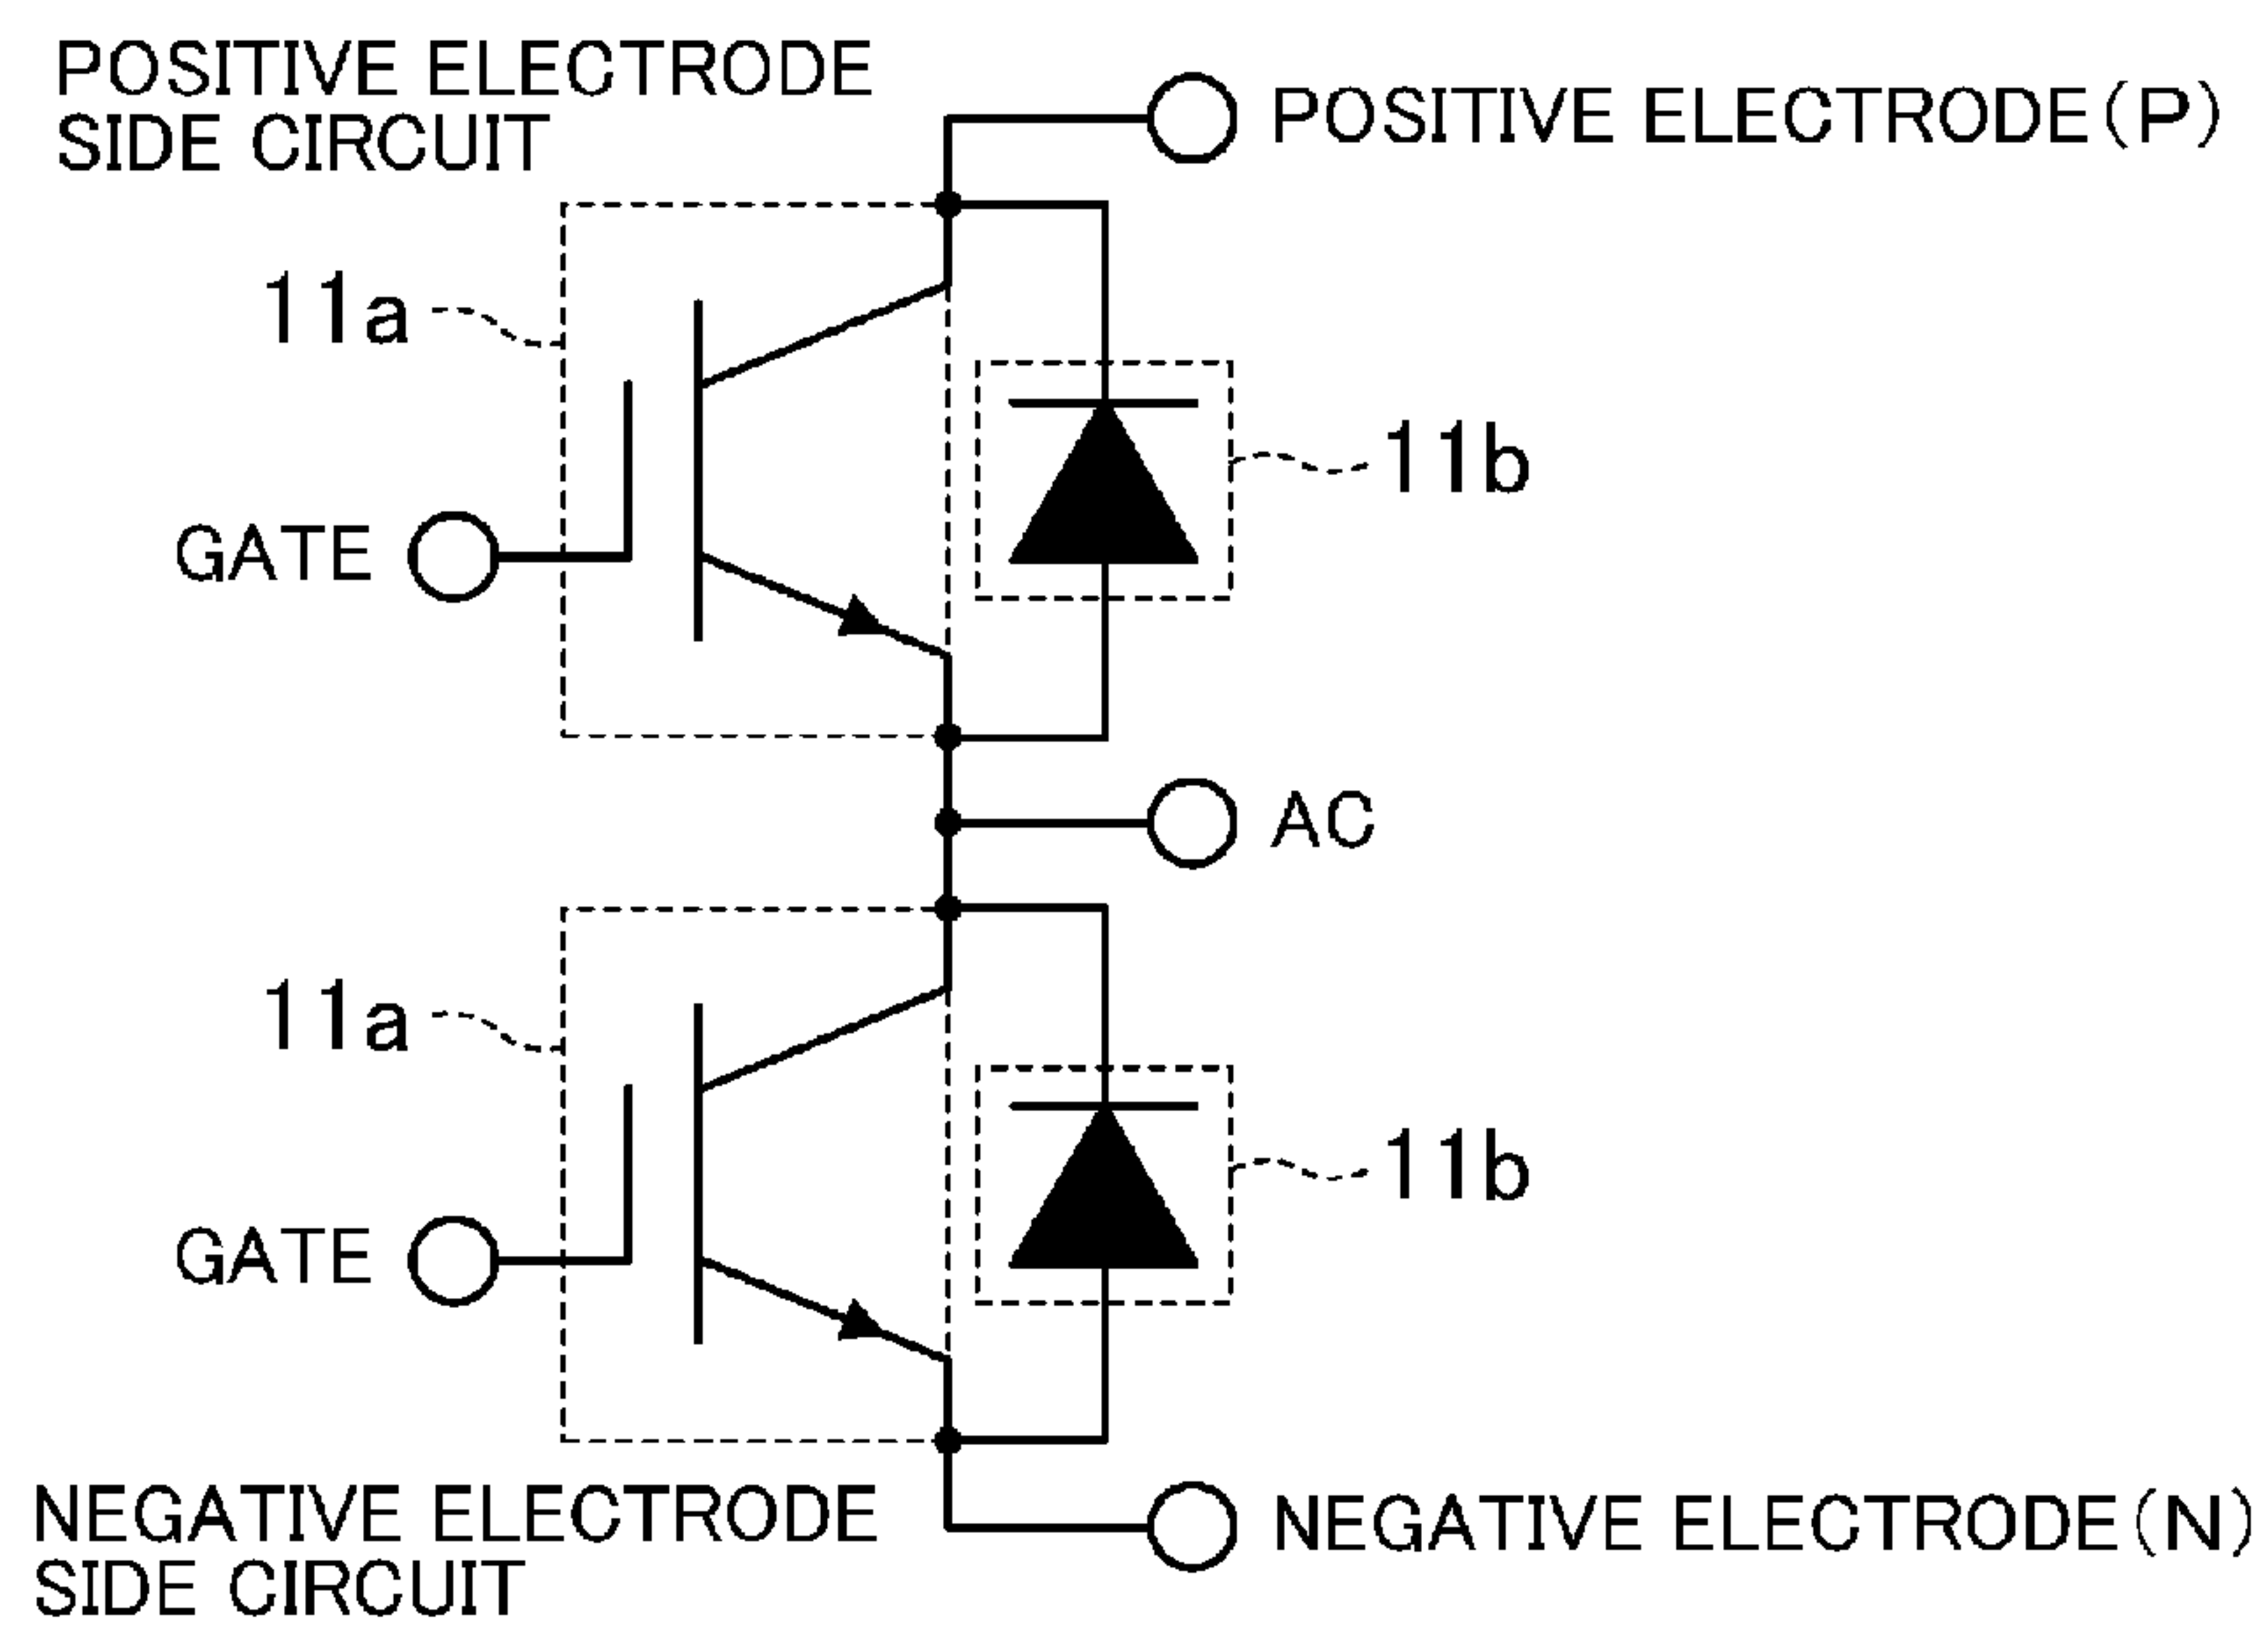 POSITIVE ELECTRODE
SIDE CIRCUIT
POSITIVE ELECTRODE(P)
11a
11b
GATE
AC
11a
11b
GATE
NEGATIVE ELECTRODE
SIDE CIRCUIT
NEGATIVE ELECTRODE(N)